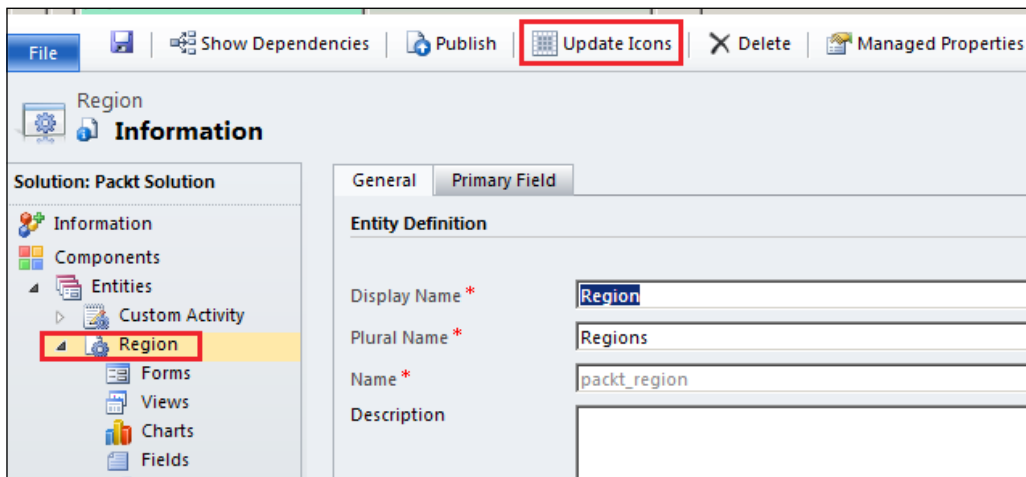 File Show Dependencies Publish Update Icons Delete Managed Properties
Region
Information
Solution: Packt Solution
Information
Components
Entities
Custom Activity
Region
Forms
Views
Charts
Fields
General Primary Field
Entity Definition
Display Name * Region
Plural Name * Regions
Name * packt_region
Description